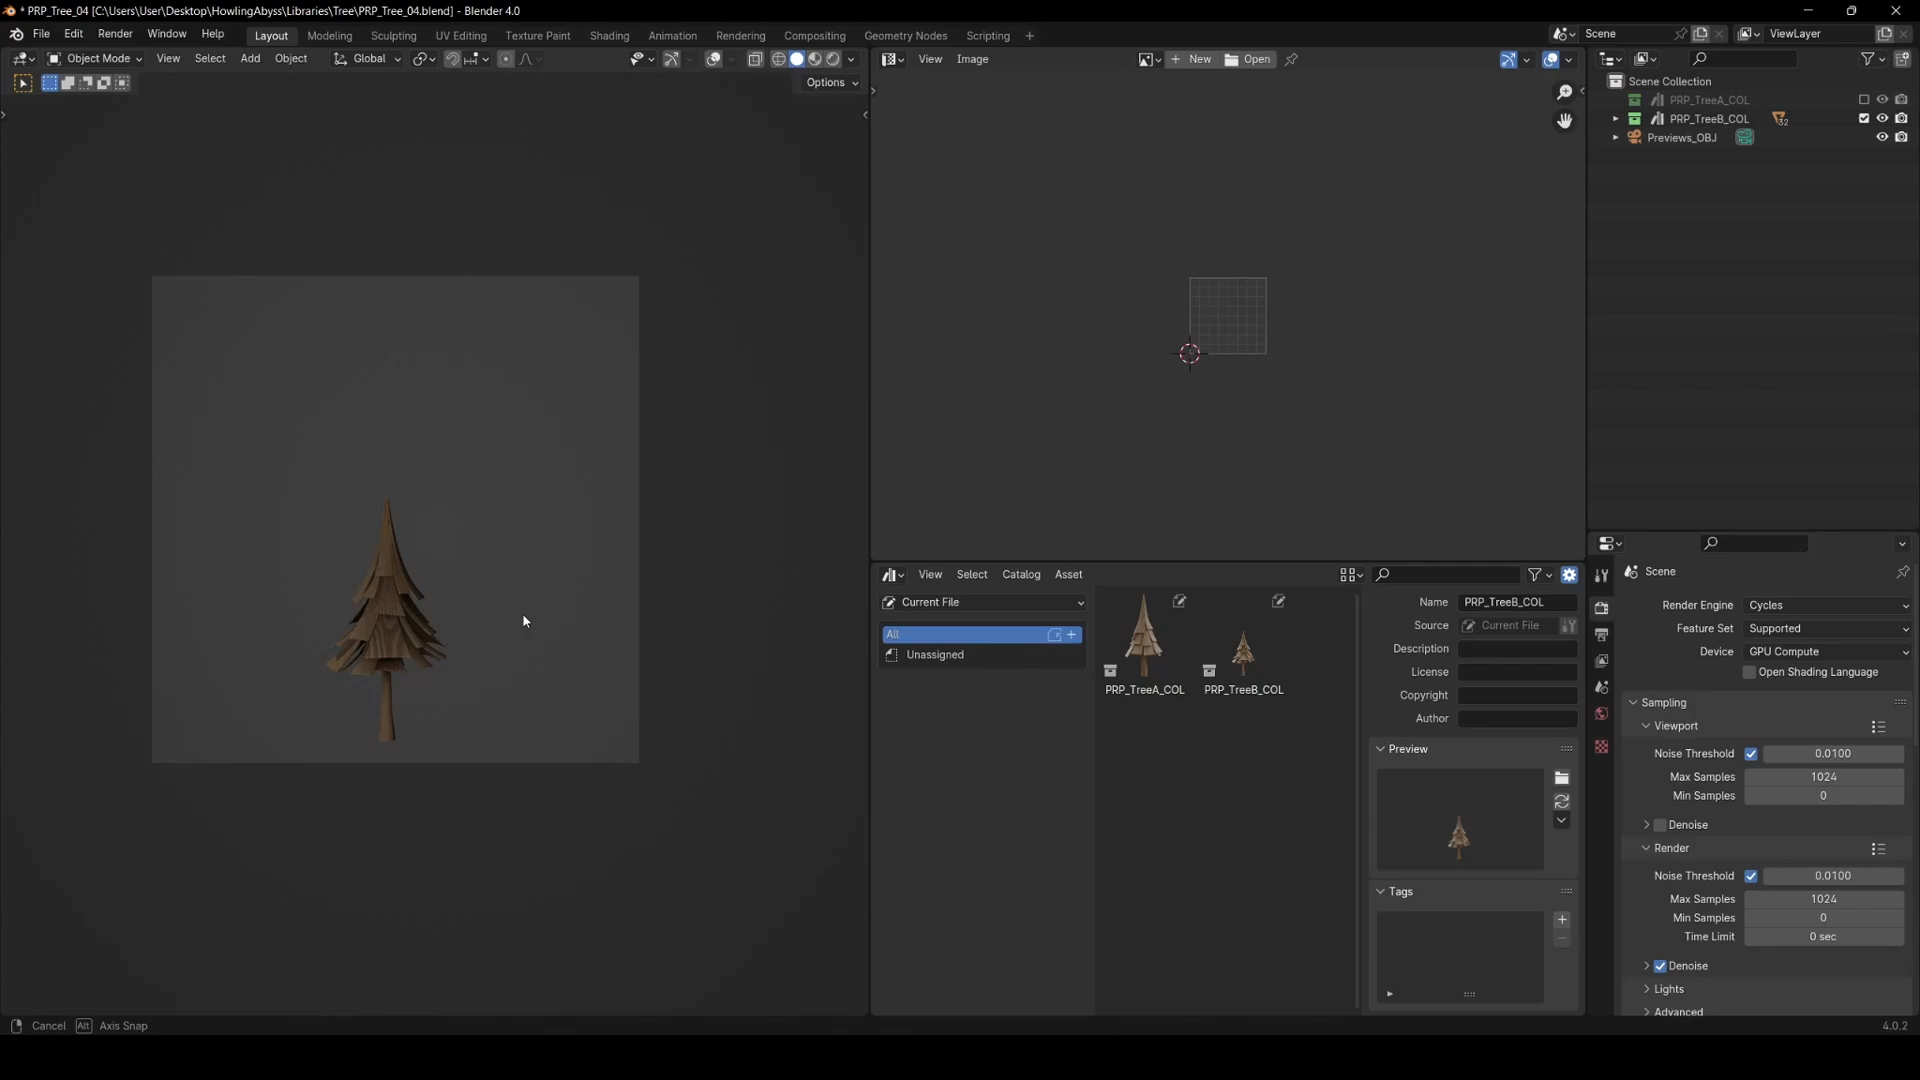 * PRP_Tree_04 [C:\Users\User\Desktop\HowlingAbyss\Libraries\Tree\PRP_Tree_04.blend] - Blender 4.0
File Edit Render Window Help Layout Modeling Sculpting UV Editing Texture Paint Shading Animation Rendering Compositing Geometry Nodes Scripting + Scene ViewLayer
Object Mode View Select Add Object Global
Options
View Image + New Open
Scene Collection
PRP_TreeA_COL
PRP_TreeB_COL 32
Previews_OBJ
View Select Catalog Asset
Current File
All
Unassigned
PRP_TreeA_COL PRP_TreeB_COL
Name PRP_TreeB_COL
Source Current File
Description
License
Copyright
Author
Preview
Tags
Scene
Render Engine Cycles
Feature Set Supported
Device GPU Compute
Open Shading Language
Sampling
Viewport
Noise Threshold 0.0100
Max Samples 1024
Min Samples 0
Denoise
Render
Noise Threshold 0.0100
Max Samples 1024
Min Samples 0
Time Limit 0 sec
Denoise
Lights
Advanced
Cancel Alt Axis Snap
4.0.2